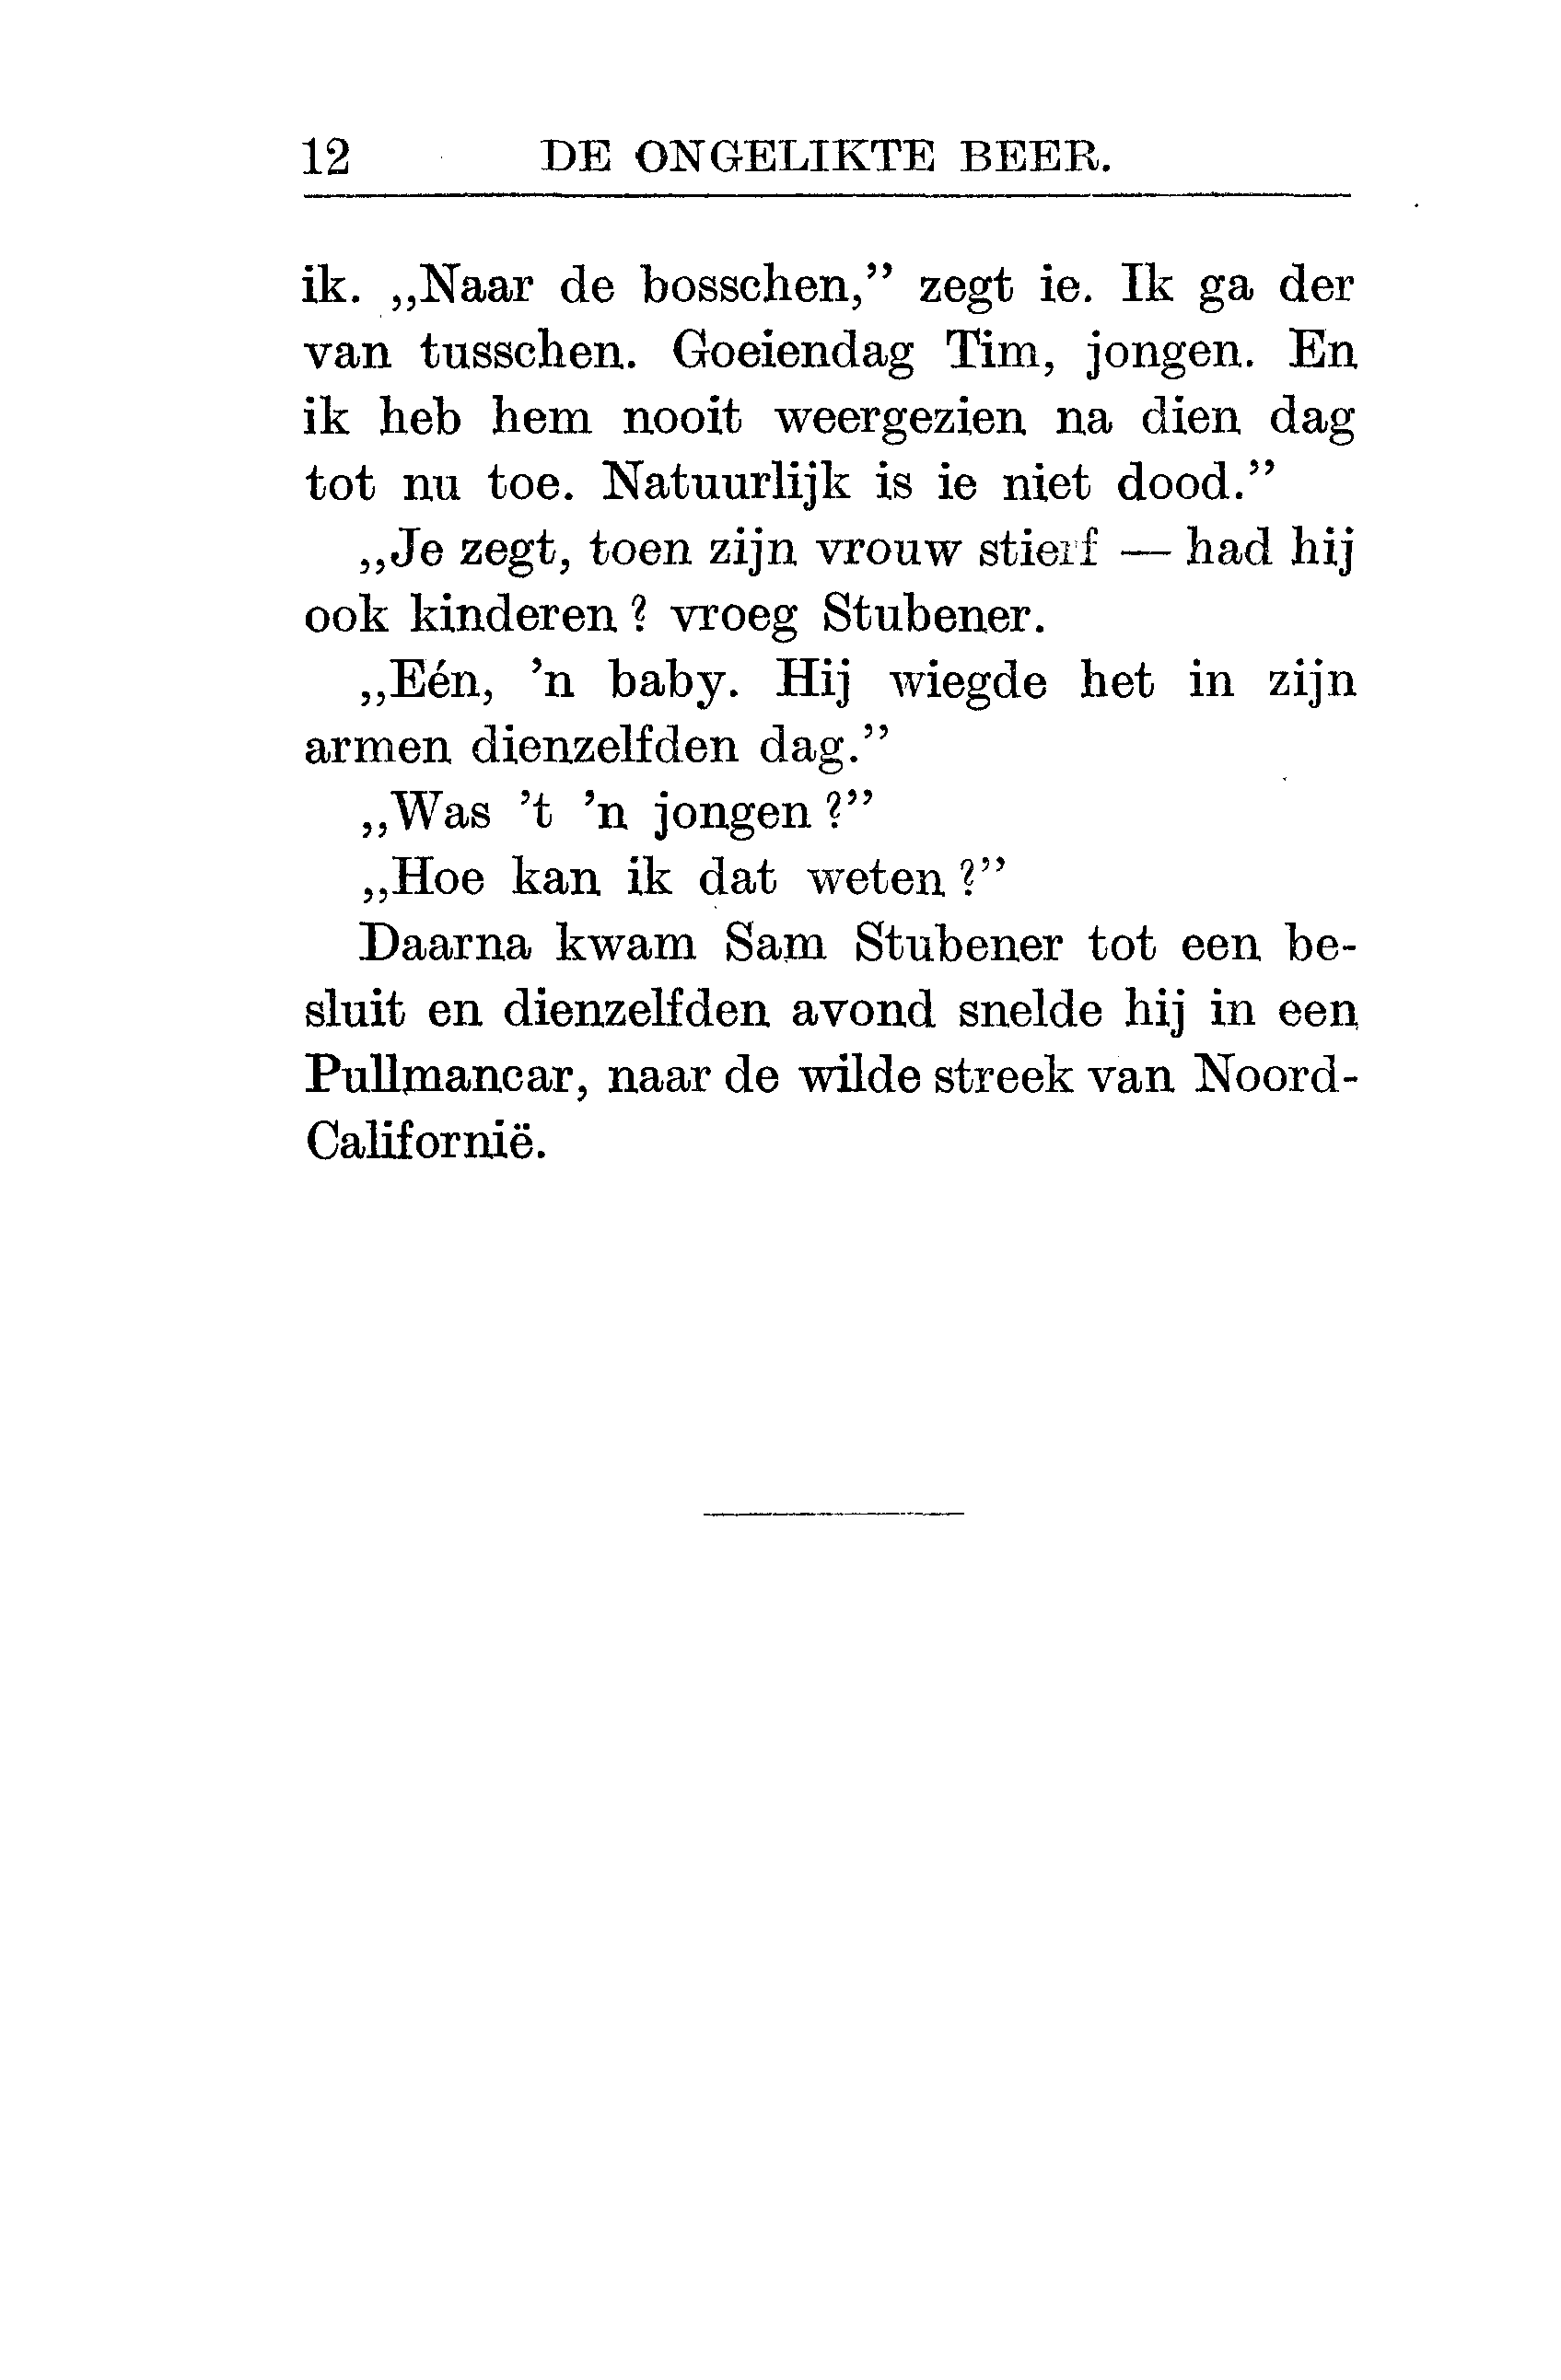 12 DE ONGELIKTE BEER.
ik. „Naar de bosschen,” zegt ie. Ik ga der
van tusschen. Goeiendag Tim, jongen. En
ik heb hem nooit weergezien na dien dag
tot nu toe. Natuurlijk is ie niet dood.”
„Je zegt, toen zijn vrouw stierf — had hij
ook kinderen? vroeg Stubener.
„Eén, ’n baby. Hij wiegde het in zijn
armen dienzelfden dag.”
„Was ’t ’n jongen?”
„Hoe kan ik dat weten?”
Daarna kwam Sam Stubener tot een be-
sluit en dienzelfden avond snelde hij in een
Pullmancar, naar de wilde streek van Noord-
Californië.